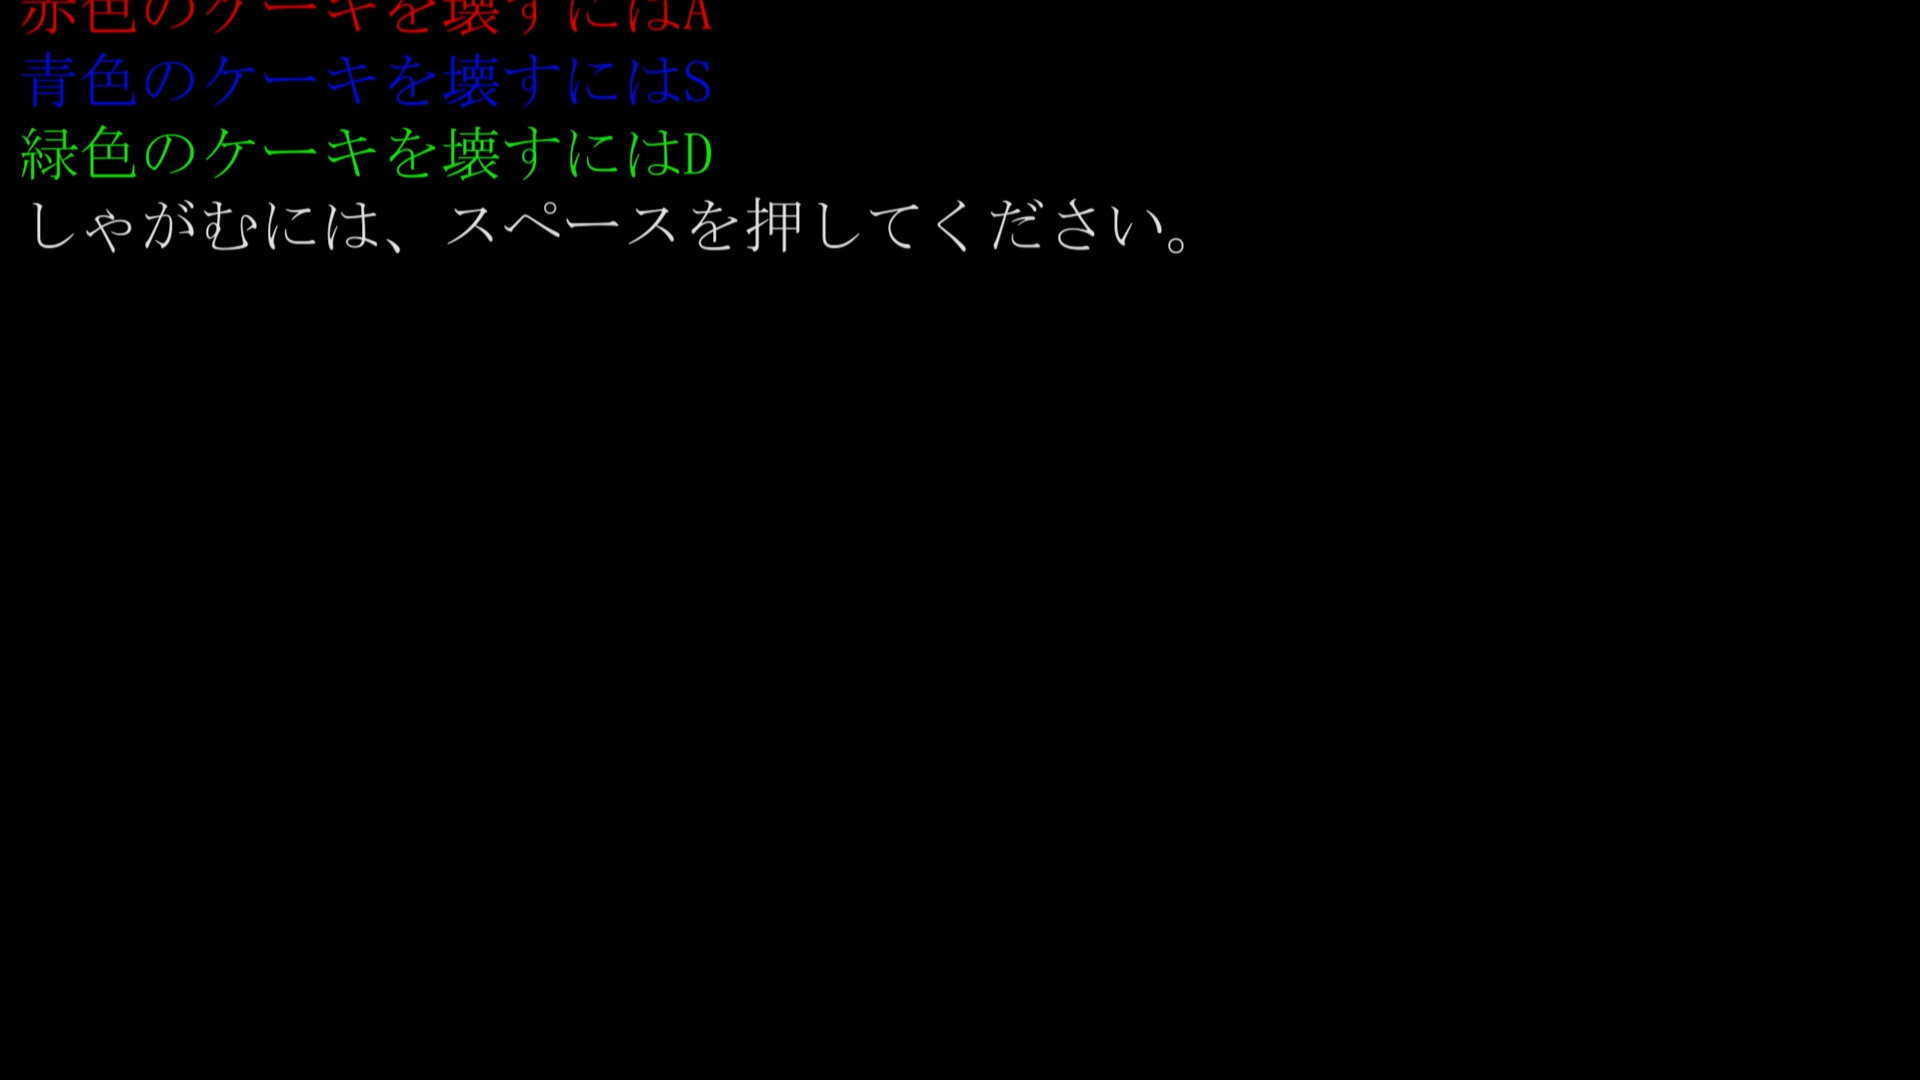 赤色のケーキを壊すにはA
青色のケーキを壊すにはS
緑色のケーキを壊すにはD
しゃがむには、スペースを押してください。